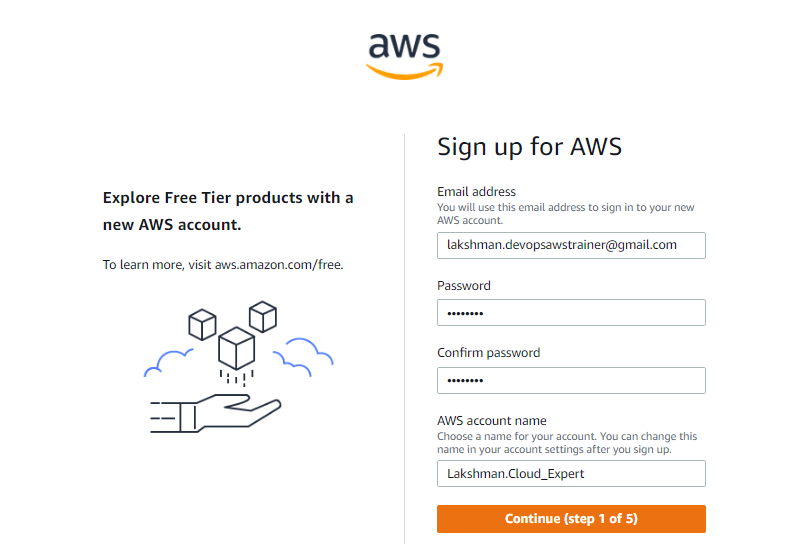 aws
Explore Free Tier products with a
new AWS account.
To learn more, visit aws.amazon.com/free.
Sign up for AWS
Email address
You will use this email address to sign in to your new
AWS account.
lakshman.devopsawstrainer@gmail.com
Password
••••••••
Confirm password
••••••••
AWS account name
Choose a name for your account. You can change this
name in your account settings after you sign up.
Lakshman.Cloud_Expert
Continue (step 1 of 5)